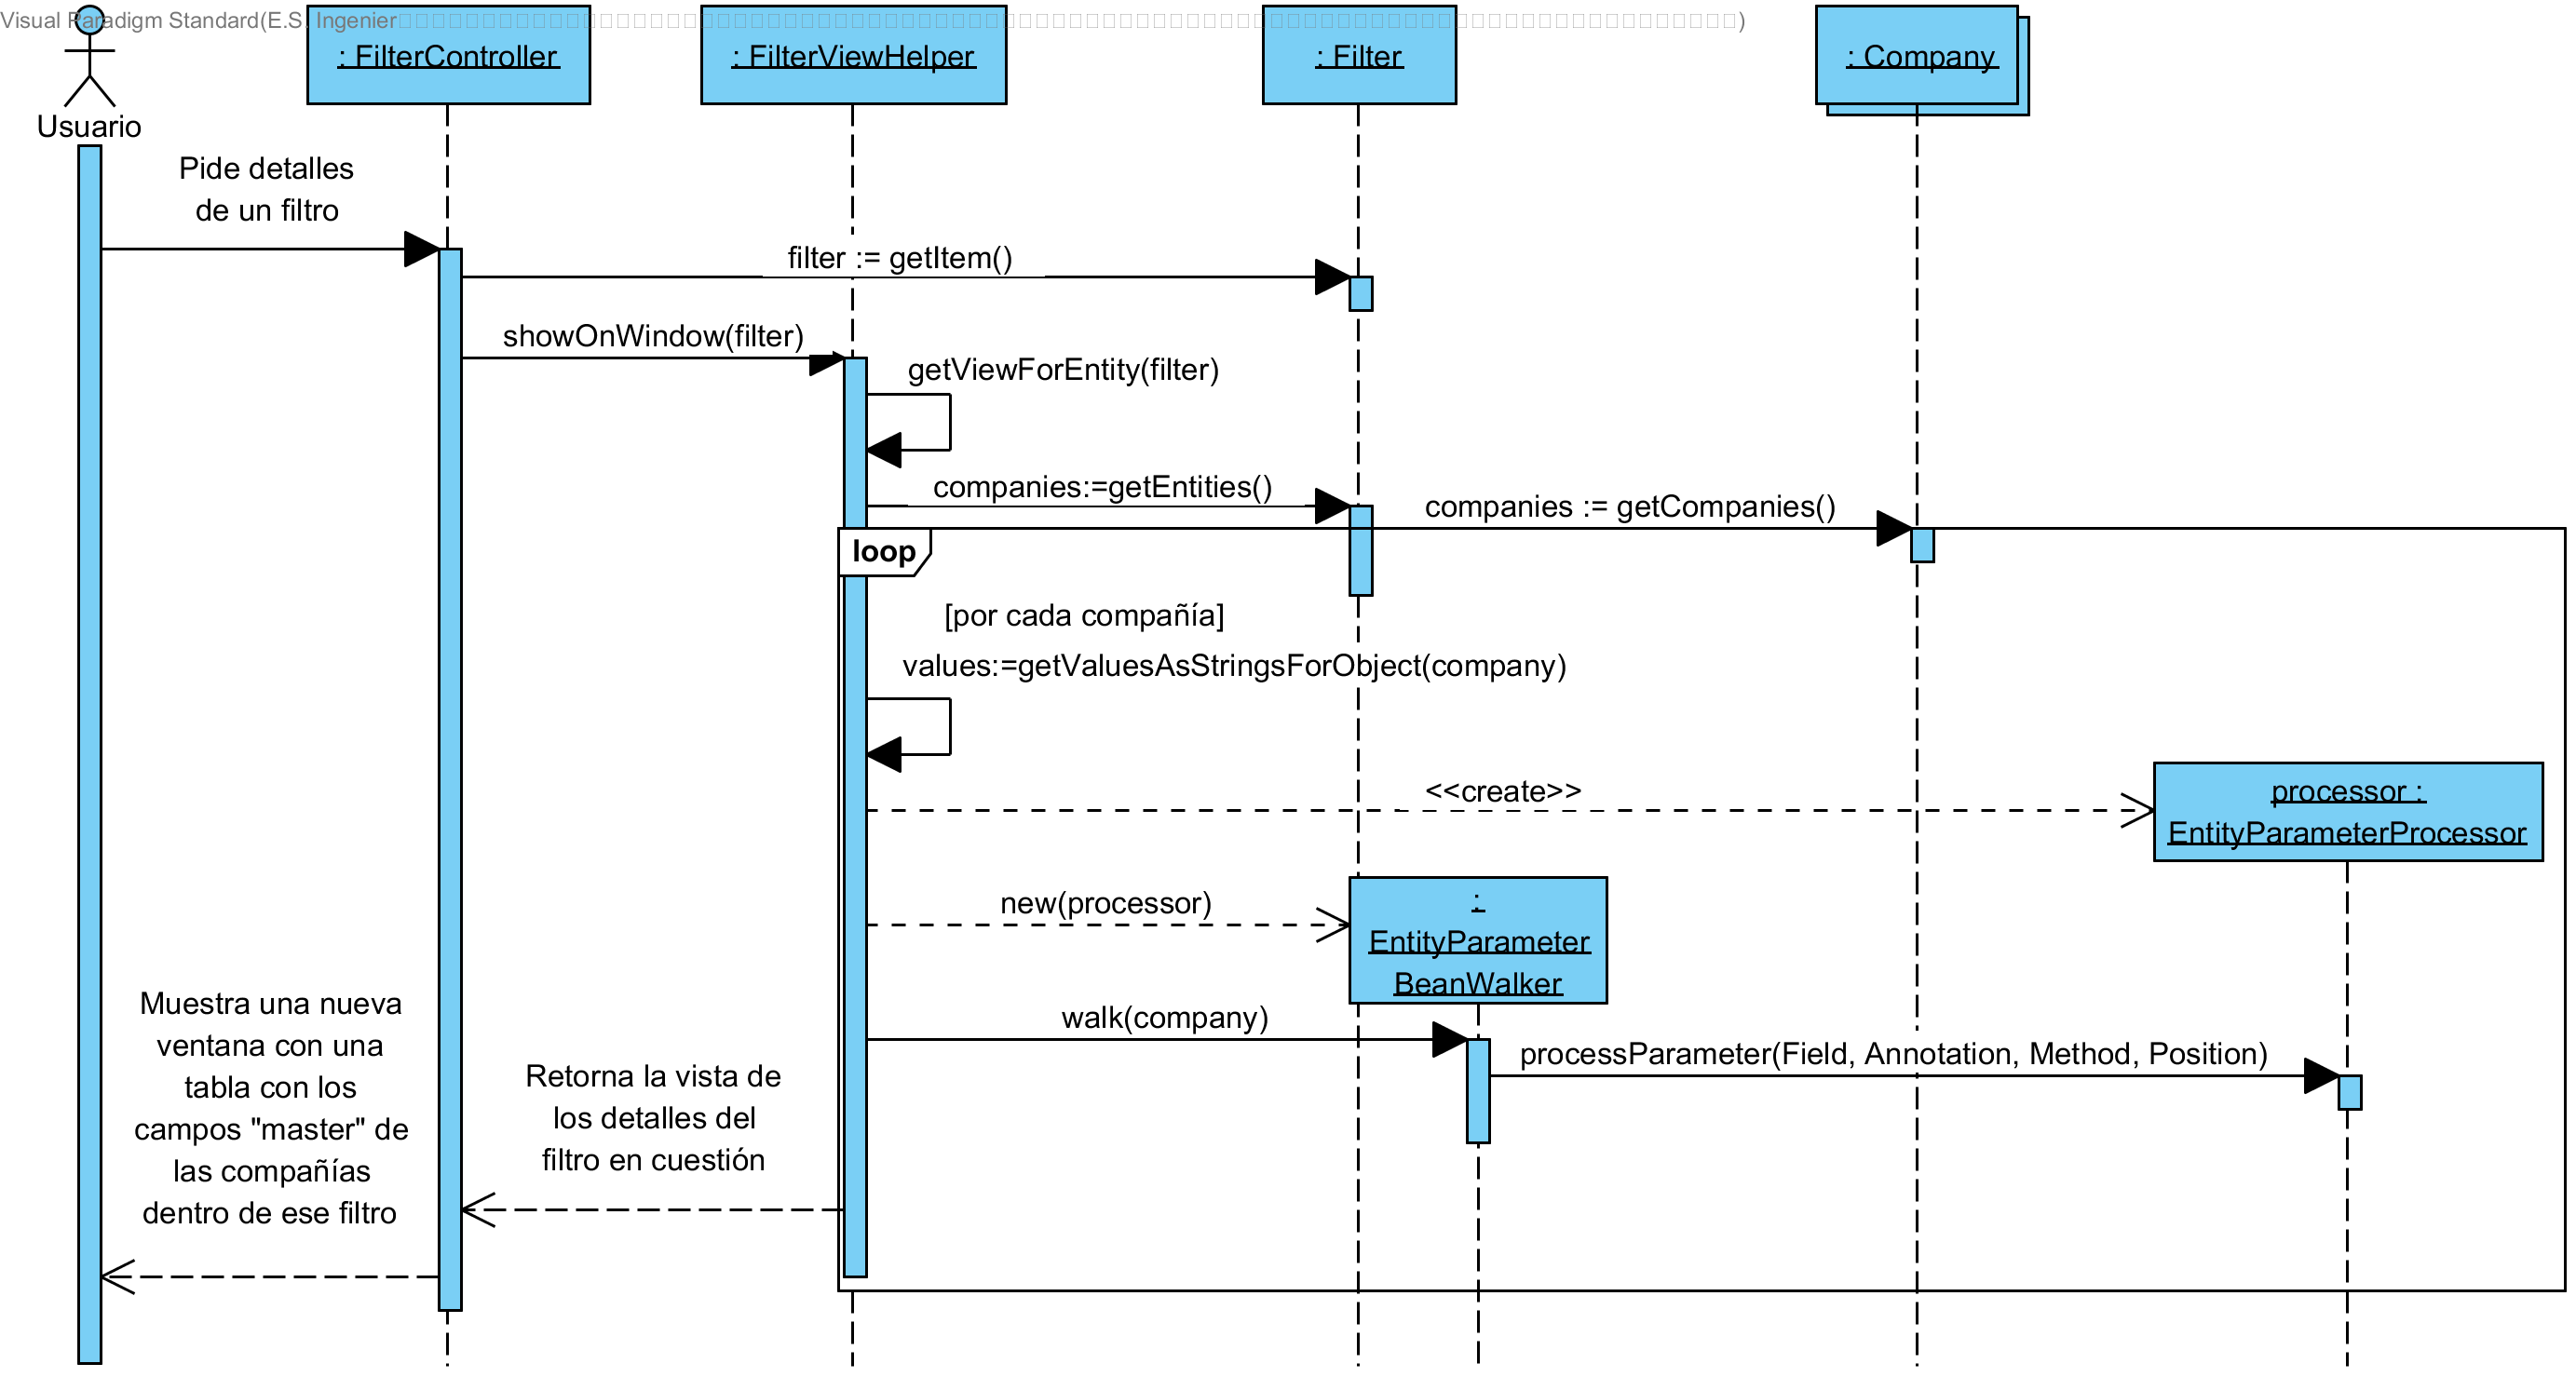 Visual Paradigm Standard(E.S. Ingenier
)
: FilterController
: FilterViewHelper
: Filter
: Company
Usuario
Pide detalles
de un filtro
filter := getItem()
showOnWindow(filter)
getViewForEntity(filter)
companies:=getEntities()
companies := getCompanies()
loop
[por cada compañía]
values:=getValuesAsStringsForObject(company)
<<create>>
processor :
EntityParameterProcessor
new(processor)
:
EntityParameter
BeanWalker
walk(company)
processParameter(Field, Annotation, Method, Position)
Retorna la vista de
los detalles del
filtro en cuestión
Muestra una nueva
ventana con una
tabla con los
campos "master" de
las compañías
dentro de ese filtro